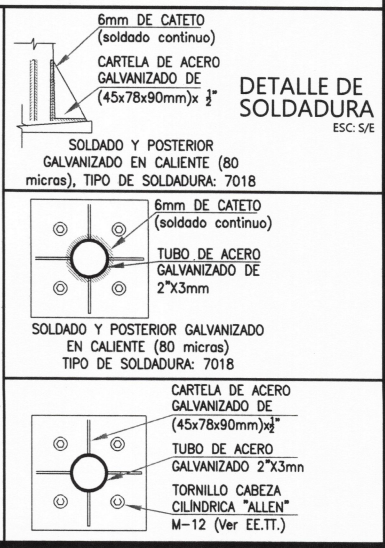 6mm DE CATETO
(soldado continuo)
CARTELA DE ACERO
GALVANIZADO DE
(45x78x90mm)x ½"
DETALLE DE
SOLDADURA
ESC: S/E
SOLDADO Y POSTERIOR
GALVANIZADO EN CALIENTE (80
micras), TIPO DE SOLDADURA: 7018
6mm DE CATETO
(soldado continuo)
TUBO DE ACERO
GALVANIZADO DE
2"X3mm
SOLDADO Y POSTERIOR GALVANIZADO
EN CALIENTE (80 micras)
TIPO DE SOLDADURA: 7018
CARTELA DE ACERO
GALVANIZADO DE
(45x78x90mm)x½"
TUBO DE ACERO
GALVANIZADO 2"X3mn
TORNILLO CABEZA
CILÍNDRICA "ALLEN"
M-12 (Ver EE.TT.)